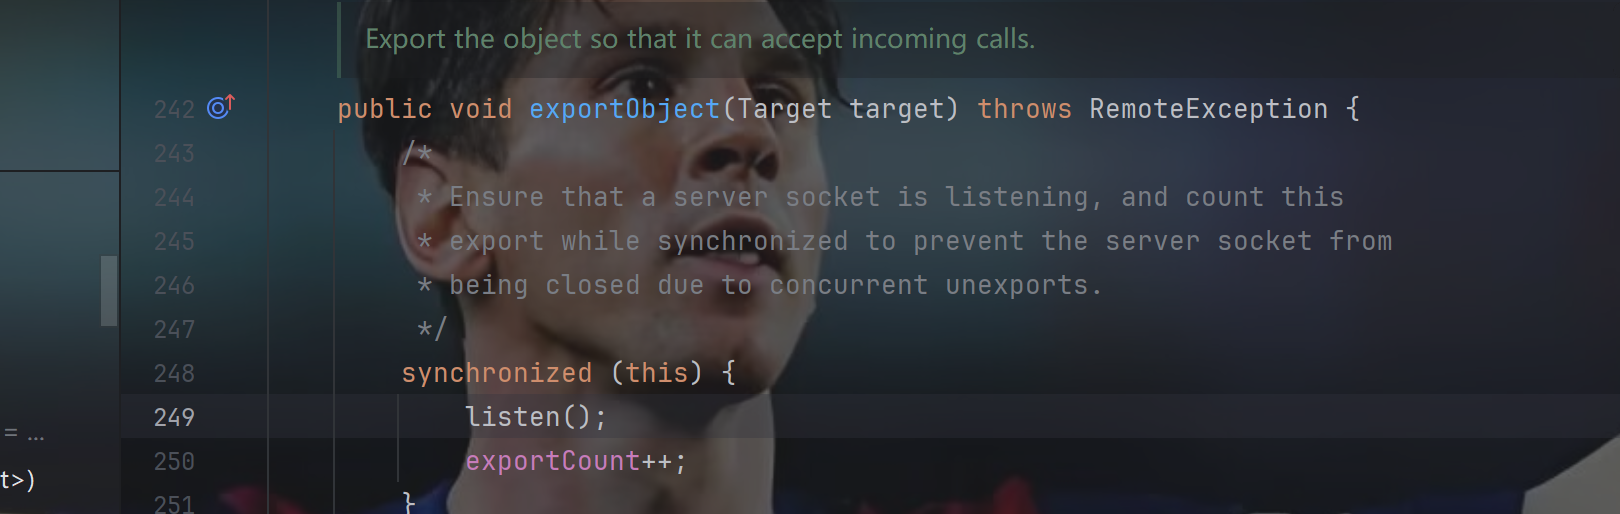 Export the object so that it can accept incoming calls.
242 public void exportObject(Target target) throws RemoteException {
243 /*
244 * Ensure that a server socket is listening, and count this
245 * export while synchronized to prevent the server socket from
246 * being closed due to concurrent unexports.
247 */
248 synchronized (this) {
249 listen();
= ...
250 exportCount++;
t>)
251 }